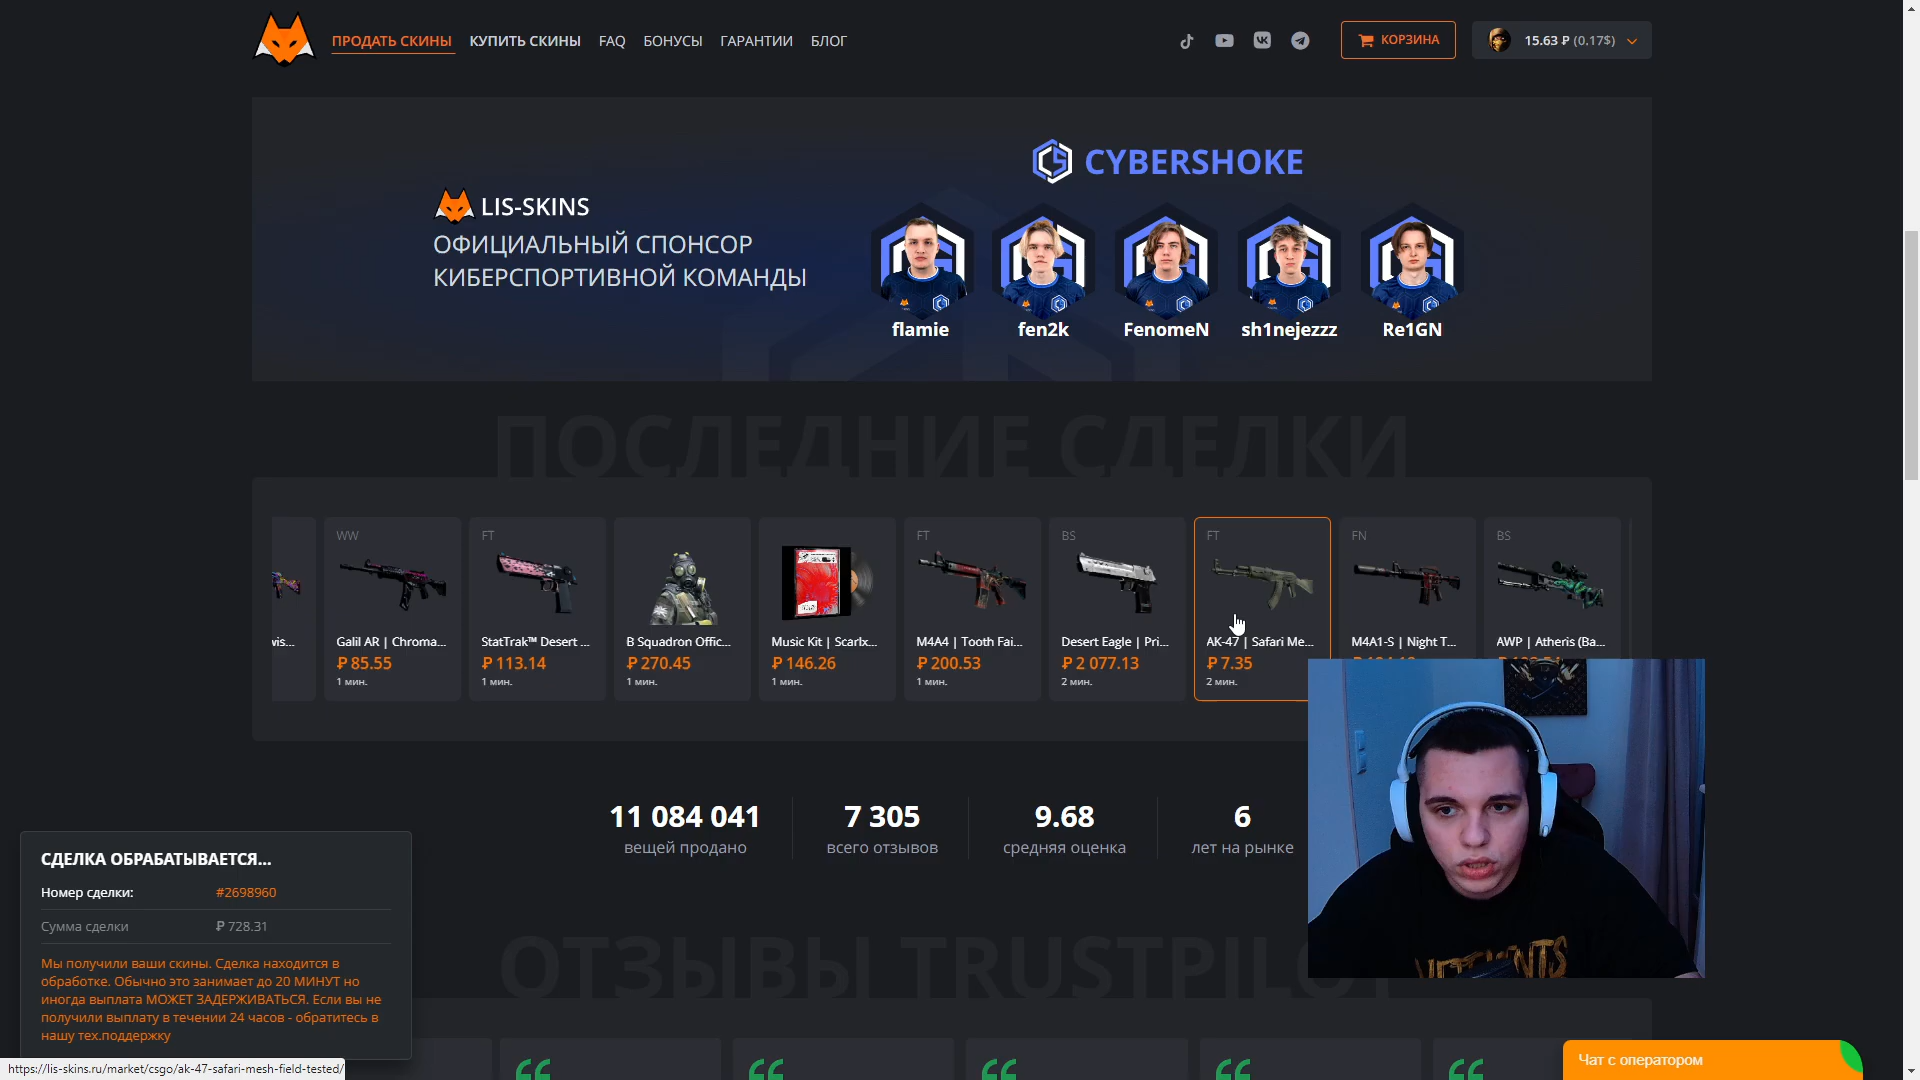 ПРОДАТЬ СКИНЫ КУПИТЬ СКИНЫ FAQ БОНУСЫ ГАРАНТИИ БЛОГ
КОРЗИНА
15.63 ₽ (0.17$)
CYBERSHOKE
LIS-SKINS
ОФИЦИАЛЬНЫЙ СПОНСОР
КИБЕРСПОРТИВНОЙ КОМАНДЫ
flamie fen2k FenomeN sh1nejezzz Re1GN
ПОСЛЕДНИЕ СДЕЛКИ
WW FT FT BS FT FN BS
vis... Galil AR | Chroma... StatTrak™ Desert ... B Squadron Offic... Music Kit | Scarlx... M4A4 | Tooth Fai... Desert Eagle | Pri... AK-47 | Safari Me... M4A1-S | Night T... AWP | Atheris (Ba...
₽ 85.55 ₽ 113.14 ₽ 270.45 ₽ 146.26 ₽ 200.53 ₽ 2 077.13 ₽ 7.35
1 мин. 1 мин. 1 мин. 1 мин. 1 мин. 2 мин. 2 мин.
11 084 041 7 305 9.68 6
вещей продано всего отзывов средняя оценка лет на рынке
СДЕЛКА ОБРАБАТЫВАЕТСЯ...
Номер сделки: #2698960
Сумма сделки ₽ 728.31
Мы получили ваши скины. Сделка находится в
обработке. Обычно это занимает до 20 МИНУТ но
иногда выплата МОЖЕТ ЗАДЕРЖИВАТЬСЯ. Если вы не
получили выплату в течении 24 часов - обратитесь в
нашу тех.поддержку
ОТЗЫВЫ TRUSTPILOT
https://lis-skins.ru/market/csgo/ak-47-safari-mesh-field-tested/
Чат с оператором